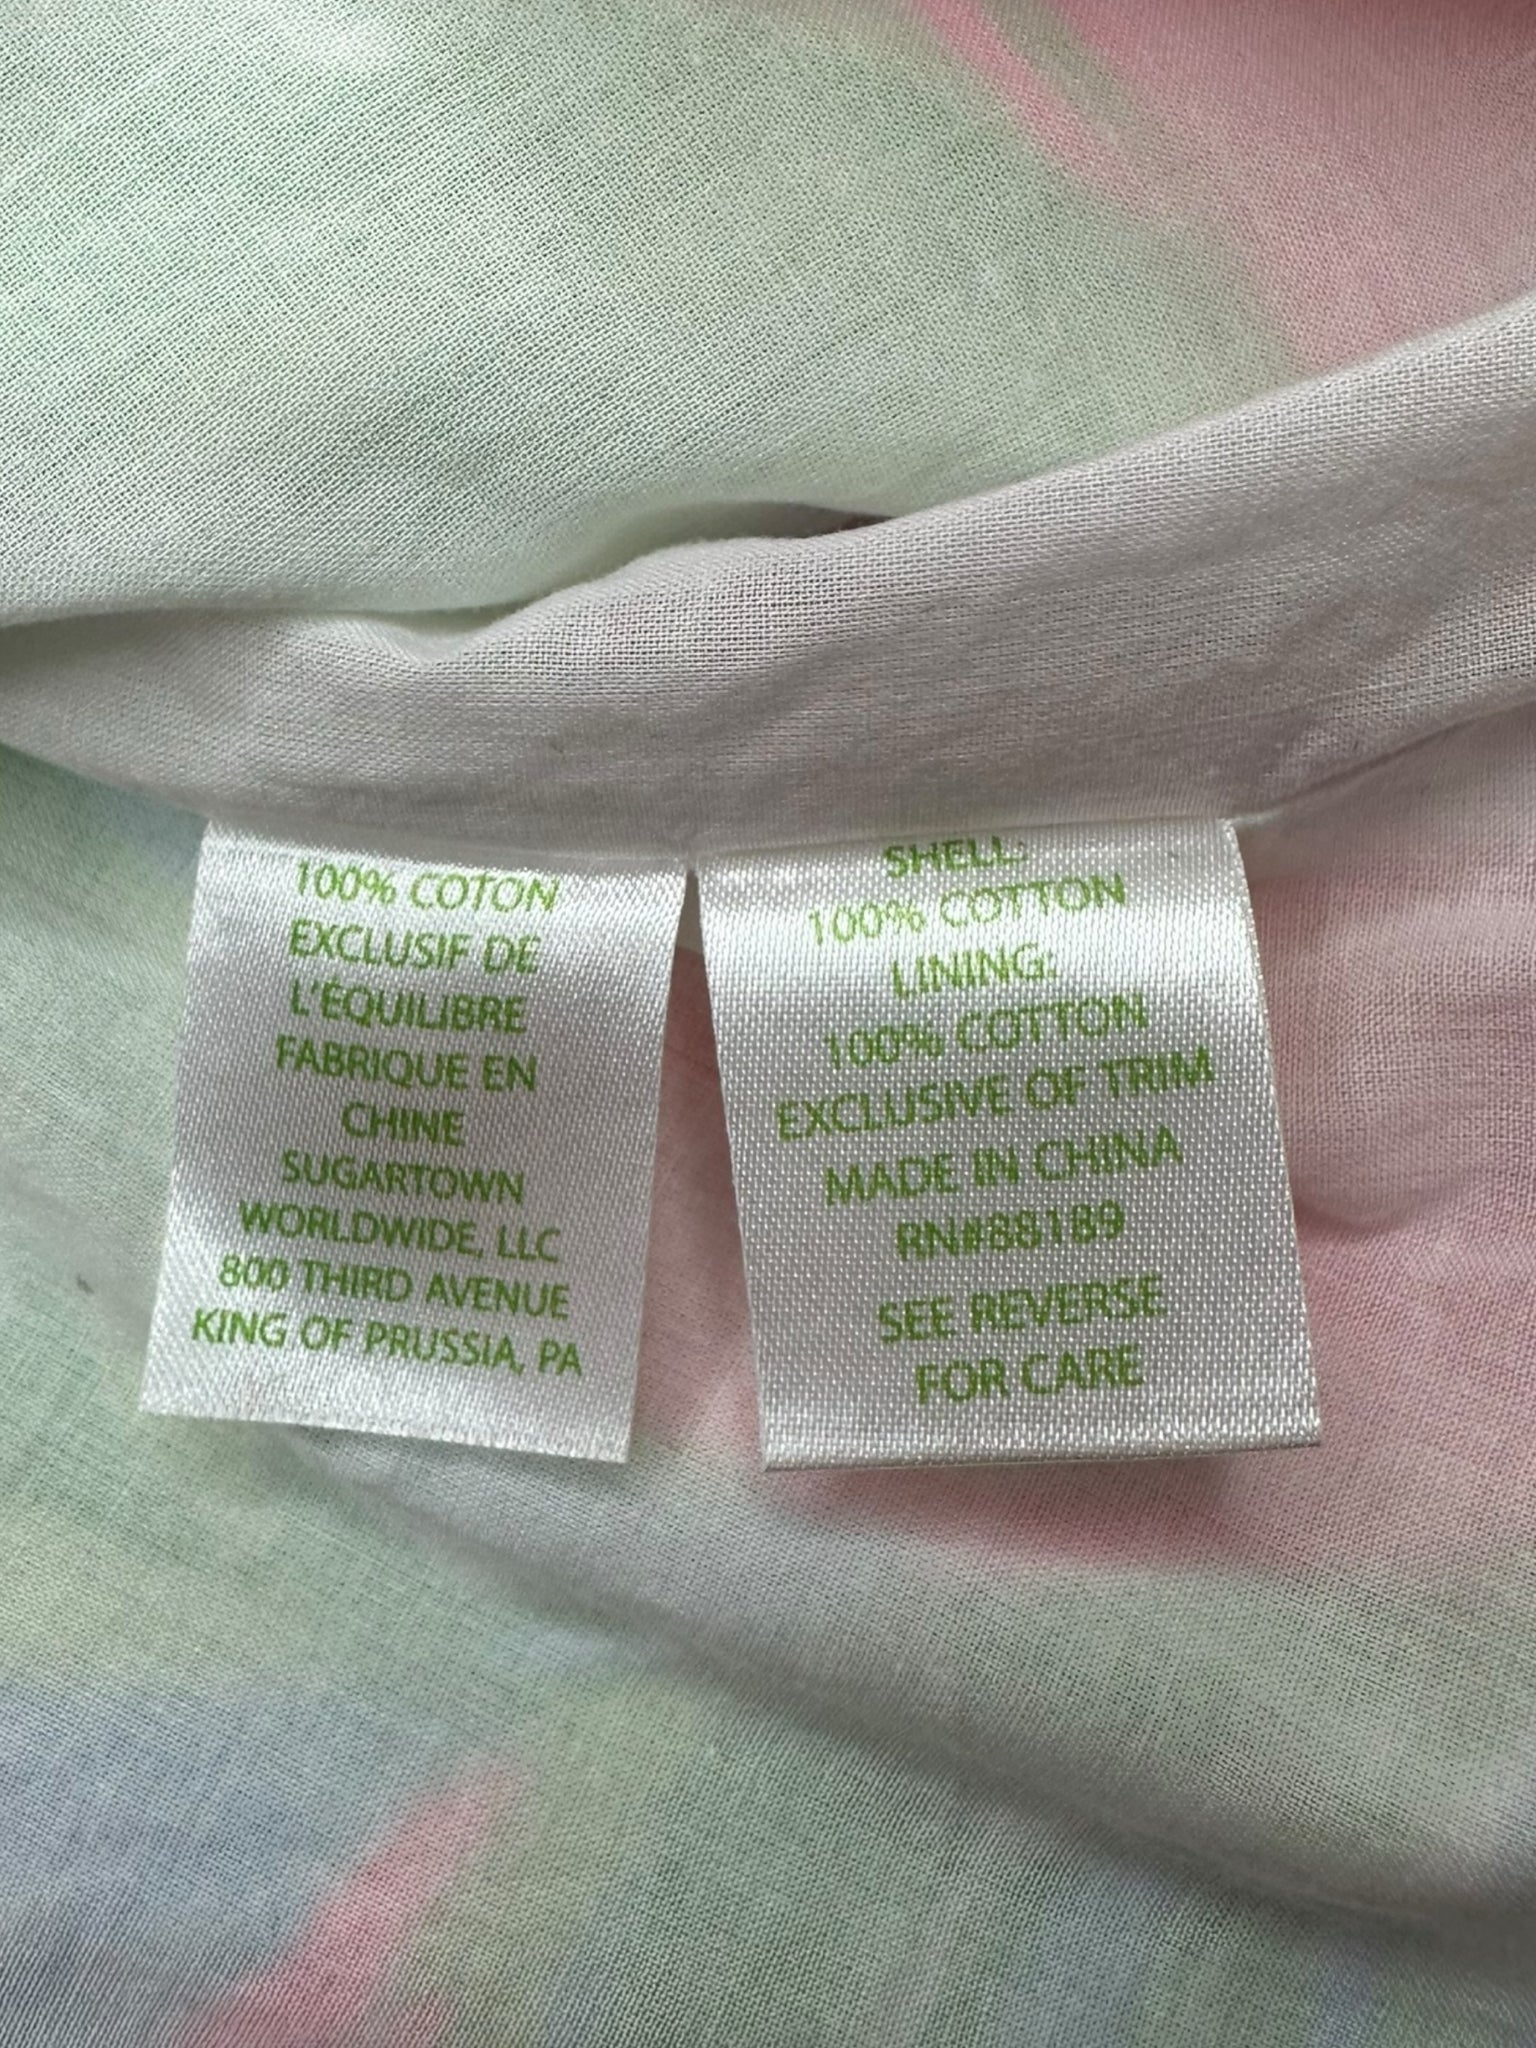 100% COTON
EXCLUSIF DE
L'ÉQUILIBRE
FABRIQUE EN
CHINE
SUGARTOWN
WORLDWIDE, LLC
800 THIRD AVENUE
KING OF PRUSSIA, PA
SHELL:
100% COTTON
LINING:
100% COTTON
EXCLUSIVE OF TRIM
MADE IN CHINA
RN#88189
SEE REVERSE
FOR CARE